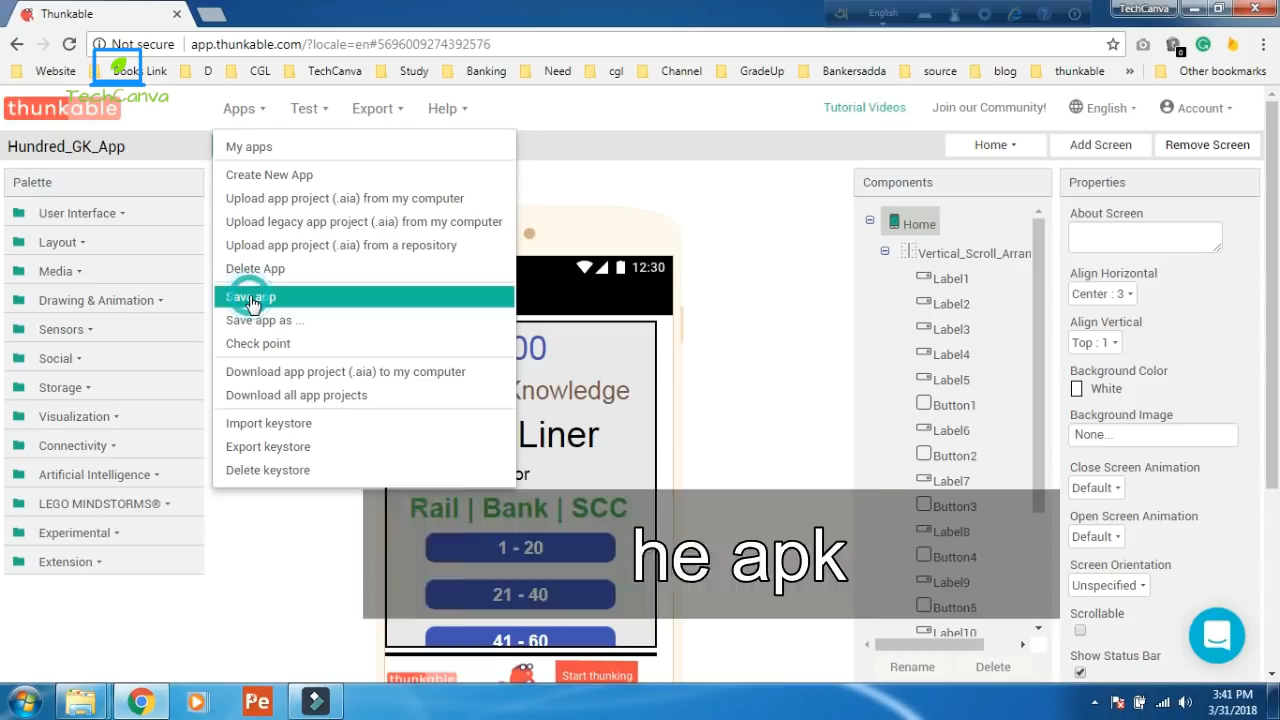 Thunkable
English
TechCanva
Not secure
app.thunkable.com/?locale=en#5696009274392576
Website
Books Link
D
CGL
TechCanva
Study
Banking
Need
cgl
Channel
GradeUp
Bankersadda
source
blog
thunkable
»
Other bookmarks
TechCanva
thunkable
Apps
Test
Export
Help
Tutorial Videos
Join our Community!
English
Account
Hundred_GK_App
Home
Add Screen
Remove Screen
My apps
Create New App
Upload app project (.aia) from my computer
Upload legacy app project (.aia) from my computer
Upload app project (.aia) from a repository
Delete App
Save app
Save app as ...
Check point
Download app project (.aia) to my computer
Download all app projects
Import keystore
Export keystore
Delete keystore
Palette
User Interface
Layout
Media
Drawing & Animation
Sensors
Social
Storage
Visualization
Connectivity
Artificial Intelligence
LEGO MINDSTORMS®
Experimental
Extension
12:30
00
Knowledge
Liner
or
Rail | Bank | SCC
1 - 20
21 - 40
41 - 60
thunkable
Start thunking
he apk
Components
Home
Vertical_Scroll_Arran
Label1
Label2
Label3
Label4
Label5
Button1
Label6
Button2
Label7
Button3
Label8
Button4
Label9
Button5
Label10
Rename
Delete
Properties
About Screen
Align Horizontal
Center : 3
Align Vertical
Top : 1
Background Color
White
Background Image
None...
Close Screen Animation
Default
Open Screen Animation
Default
Screen Orientation
Unspecified
Scrollable
Show Status Bar
Pe
3:41 PM
3/31/2018